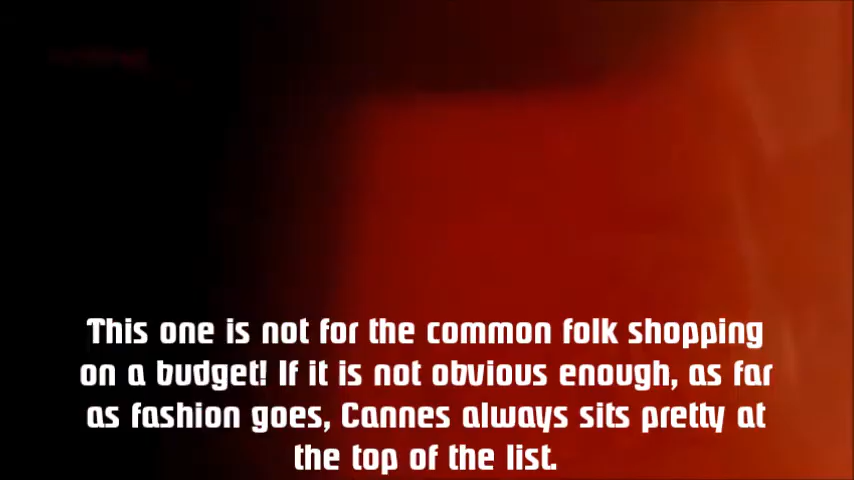 This one is not for the common folk shopping
on a budget! If it is not obvious enough, as far
as fashion goes, Cannes always sits pretty at
the top of the list.